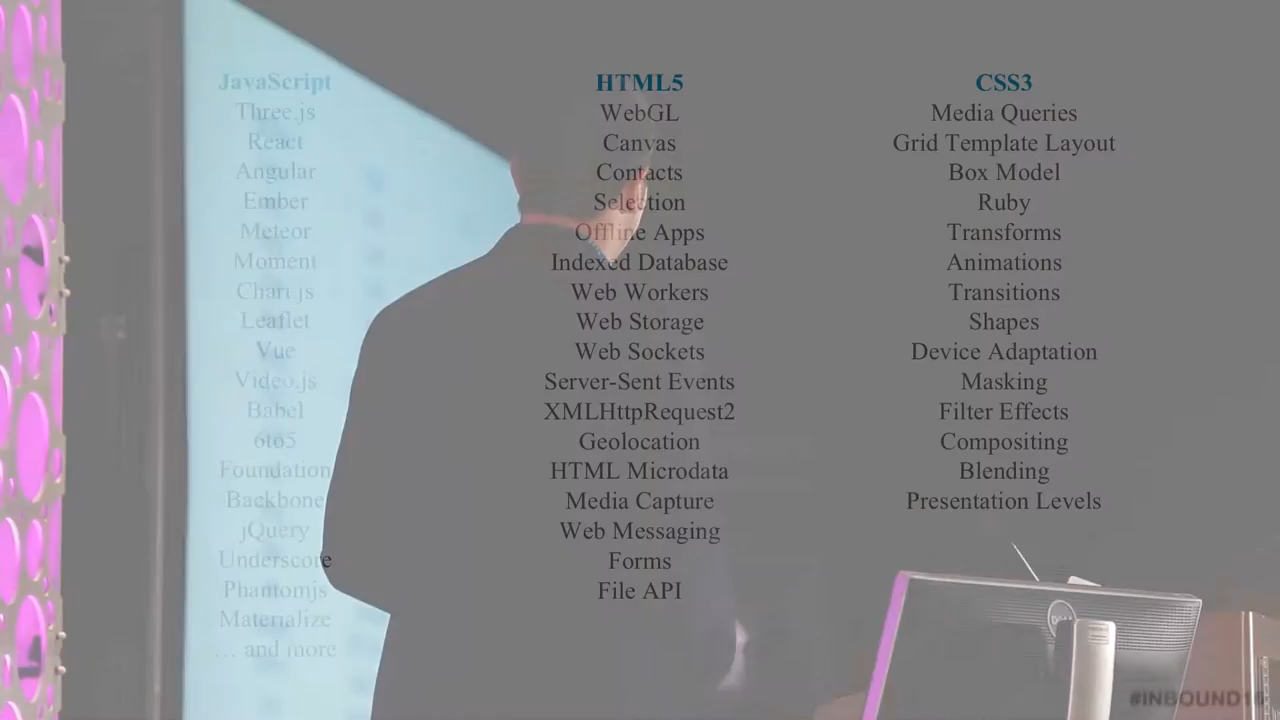 JavaScript
Three.js
React
Angular
Ember
Meteor
Moment
Chart.js
Leaflet
Vue
Video.js
Babel
6to5
Foundation
Backbone
jQuery
Underscore
Phantomjs
Materialize
... and more
HTML5
WebGL
Canvas
Contacts
Selection
Offline Apps
Indexed Database
Web Workers
Web Storage
Web Sockets
Server-Sent Events
XMLHttpRequest2
Geolocation
HTML Microdata
Media Capture
Web Messaging
Forms
File API
CSS3
Media Queries
Grid Template Layout
Box Model
Ruby
Transforms
Animations
Transitions
Shapes
Device Adaptation
Masking
Filter Effects
Compositing
Blending
Presentation Levels
#INBOUND16